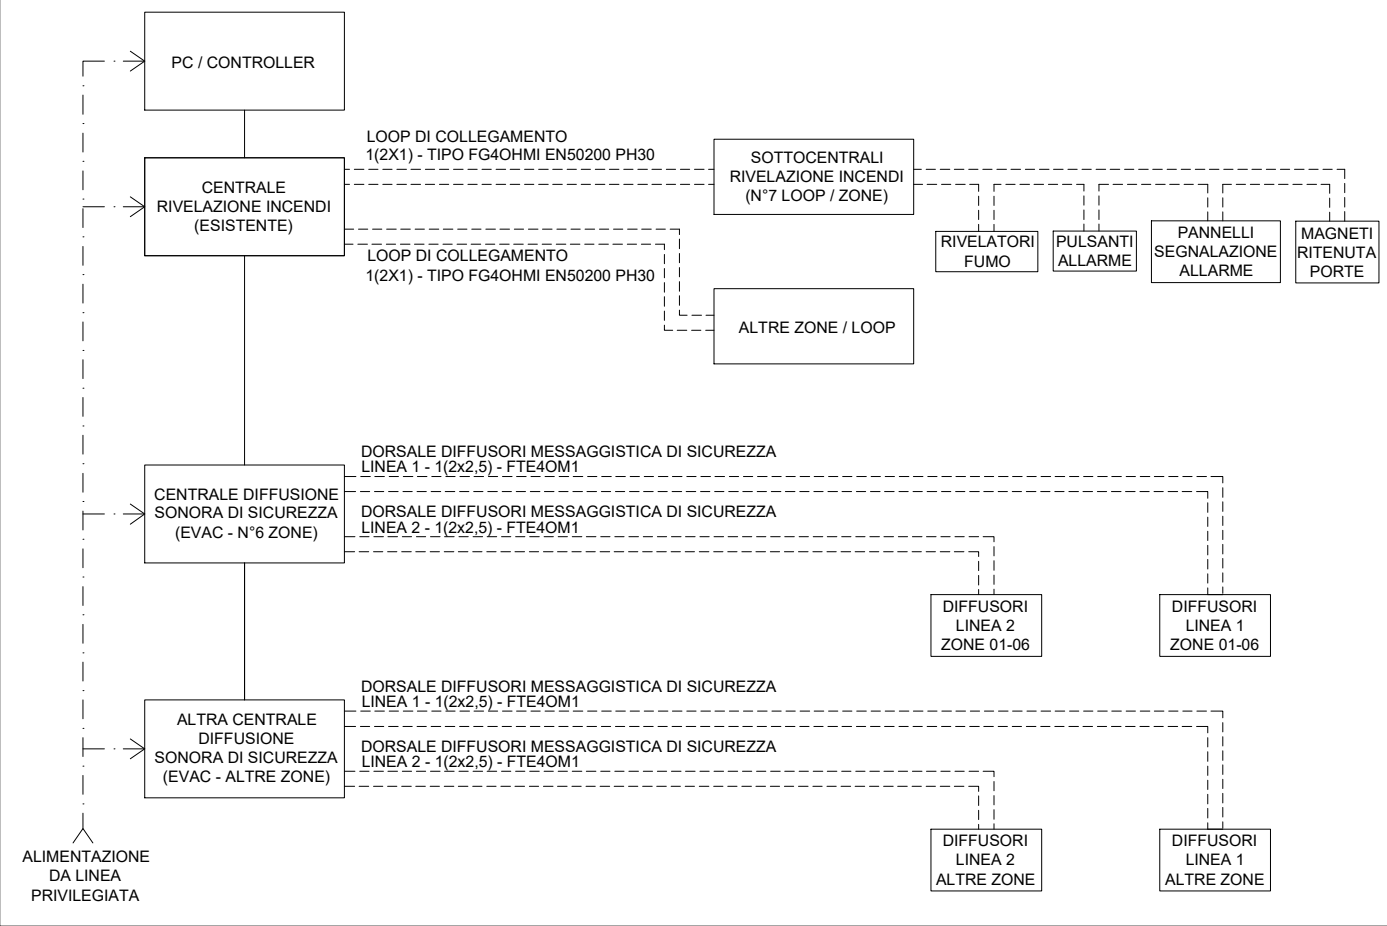 PC / CONTROLLER
LOOP DI COLLEGAMENTO
1(2X1) - TIPO FG4OHMI EN50200 PH30
CENTRALE
RIVELAZIONE INCENDI
(ESISTENTE)
SOTTOCENTRALI
RIVELAZIONE INCENDI
(N°7 LOOP / ZONE)
RIVELATORI
FUMO
PULSANTI
ALLARME
PANNELLI
SEGNALAZIONE
ALLARME
MAGNETI
RITENUTA
PORTE
LOOP DI COLLEGAMENTO
1(2X1) - TIPO FG4OHMI EN50200 PH30
ALTRE ZONE / LOOP
DORSALE DIFFUSORI MESSAGGISTICA DI SICUREZZA
LINEA 1 - 1(2x2,5) - FTE4OM1
CENTRALE DIFFUSIONE
SONORA DI SICUREZZA
(EVAC - N°6 ZONE)
DORSALE DIFFUSORI MESSAGGISTICA DI SICUREZZA
LINEA 2 - 1(2x2,5) - FTE4OM1
DIFFUSORI
LINEA 2
ZONE 01-06
DIFFUSORI
LINEA 1
ZONE 01-06
DORSALE DIFFUSORI MESSAGGISTICA DI SICUREZZA
LINEA 1 - 1(2x2,5) - FTE4OM1
ALTRA CENTRALE
DIFFUSIONE
SONORA DI SICUREZZA
(EVAC - ALTRE ZONE)
DORSALE DIFFUSORI MESSAGGISTICA DI SICUREZZA
LINEA 2 - 1(2x2,5) - FTE4OM1
DIFFUSORI
LINEA 2
ALTRE ZONE
DIFFUSORI
LINEA 1
ALTRE ZONE
ALIMENTAZIONE
DA LINEA
PRIVILEGIATA